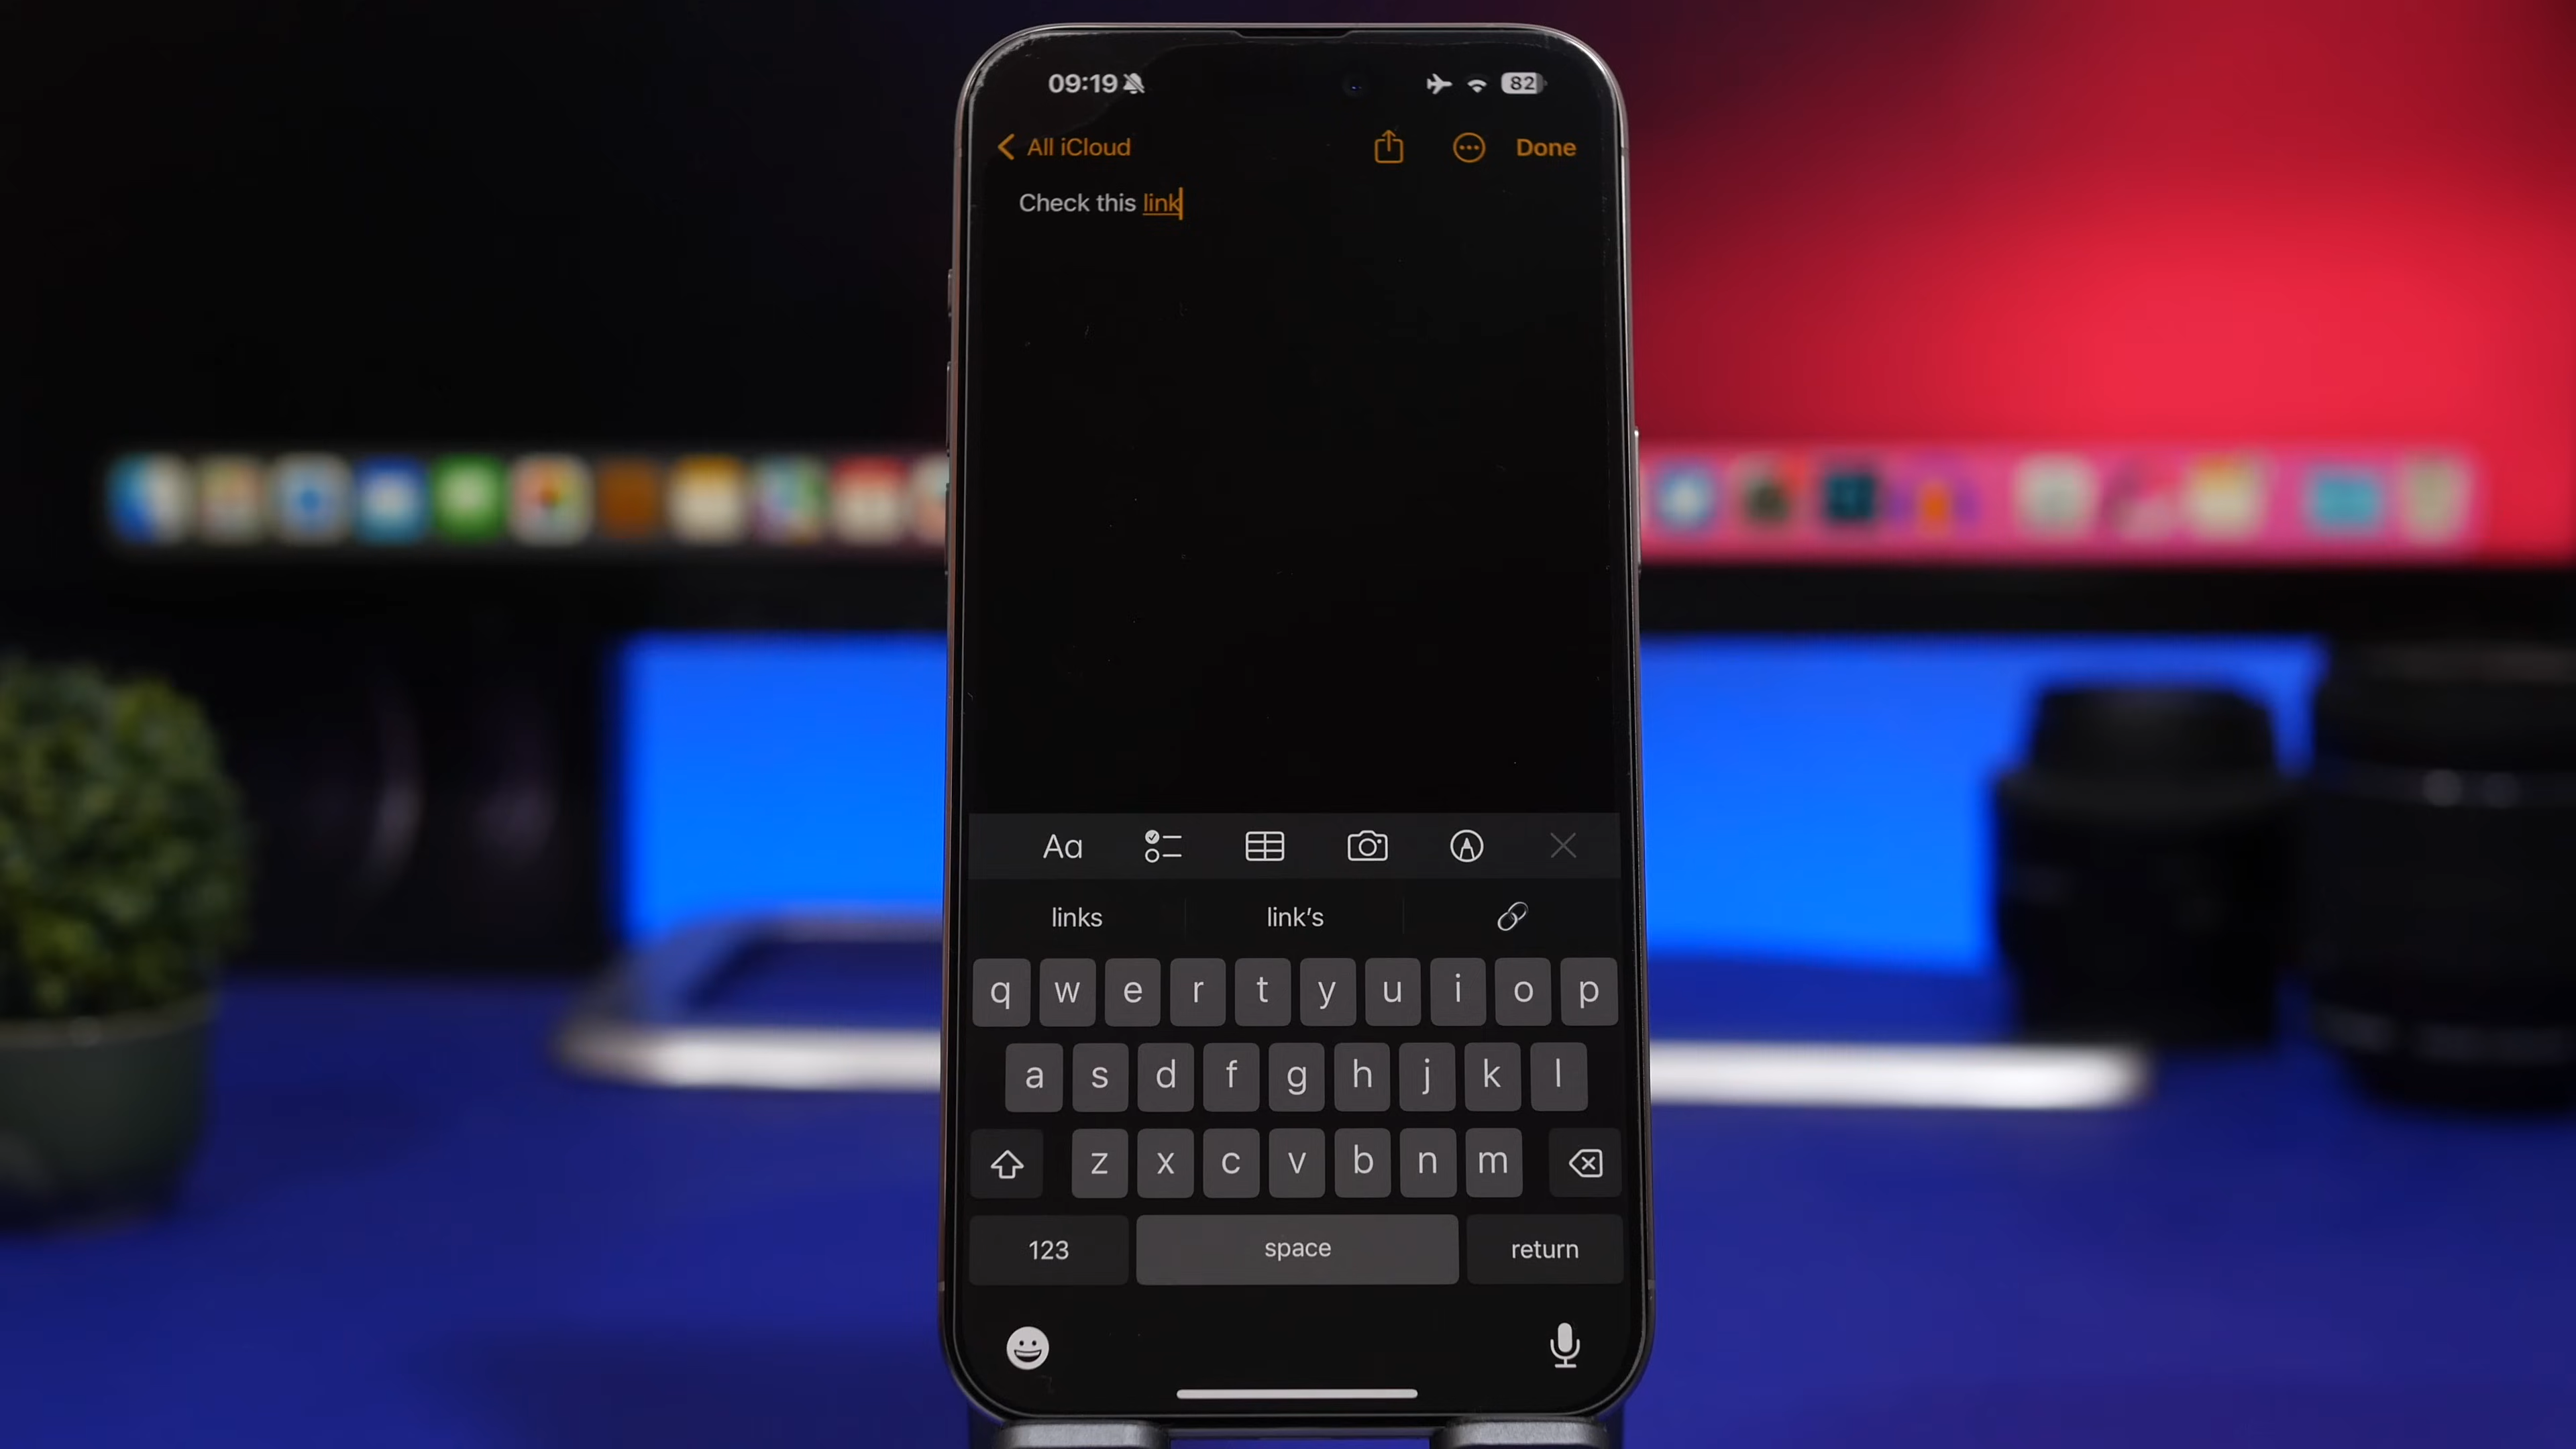 09:19 82
All iCloud Done
Check this link
Aa
links link's
q w e r t y u i o p
a s d f g h j k l
z x c v b n m
123 space return